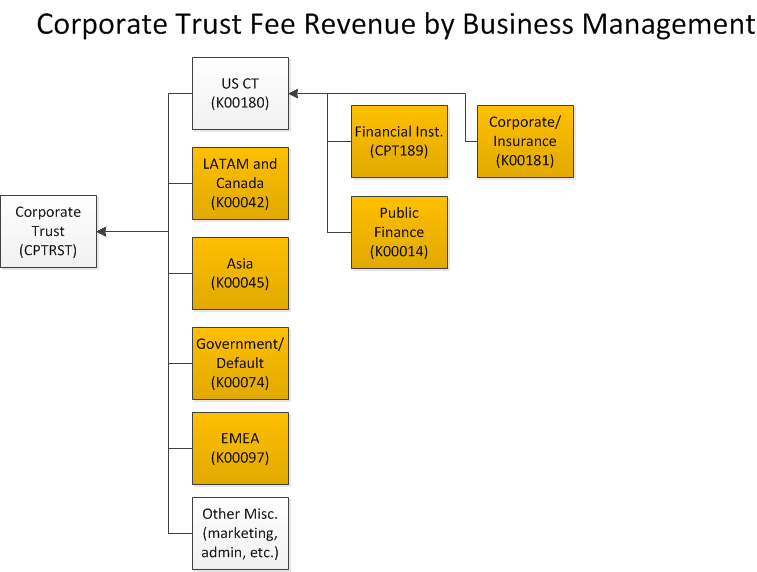 Corporate Trust Fee Revenue by Business Management
US CT
(K00180)
Financial Inst.
(CPT189)
Corporate/
Insurance
(K00181)
LATAM and
Canada
(K00042)
Public
Finance
(K00014)
Corporate
Trust
(CPTRST)
Asia
(K00045)
Government/
Default
(K00074)
EMEA
(K00097)
Other Misc.
(marketing,
admin, etc.)